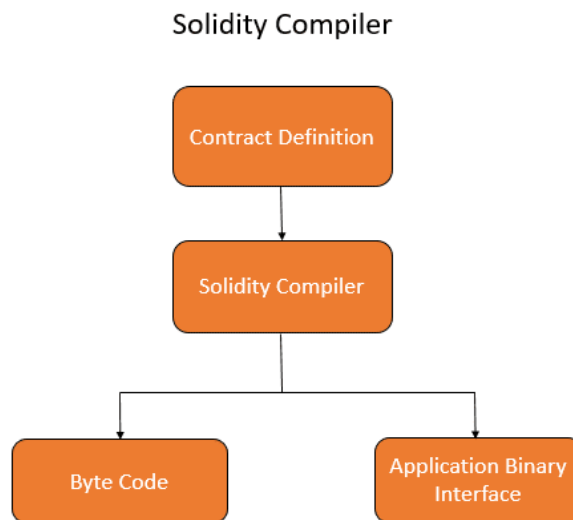 Solidity Compiler
Contract Definition
Solidity Compiler
Byte Code
Application Binary
Interface